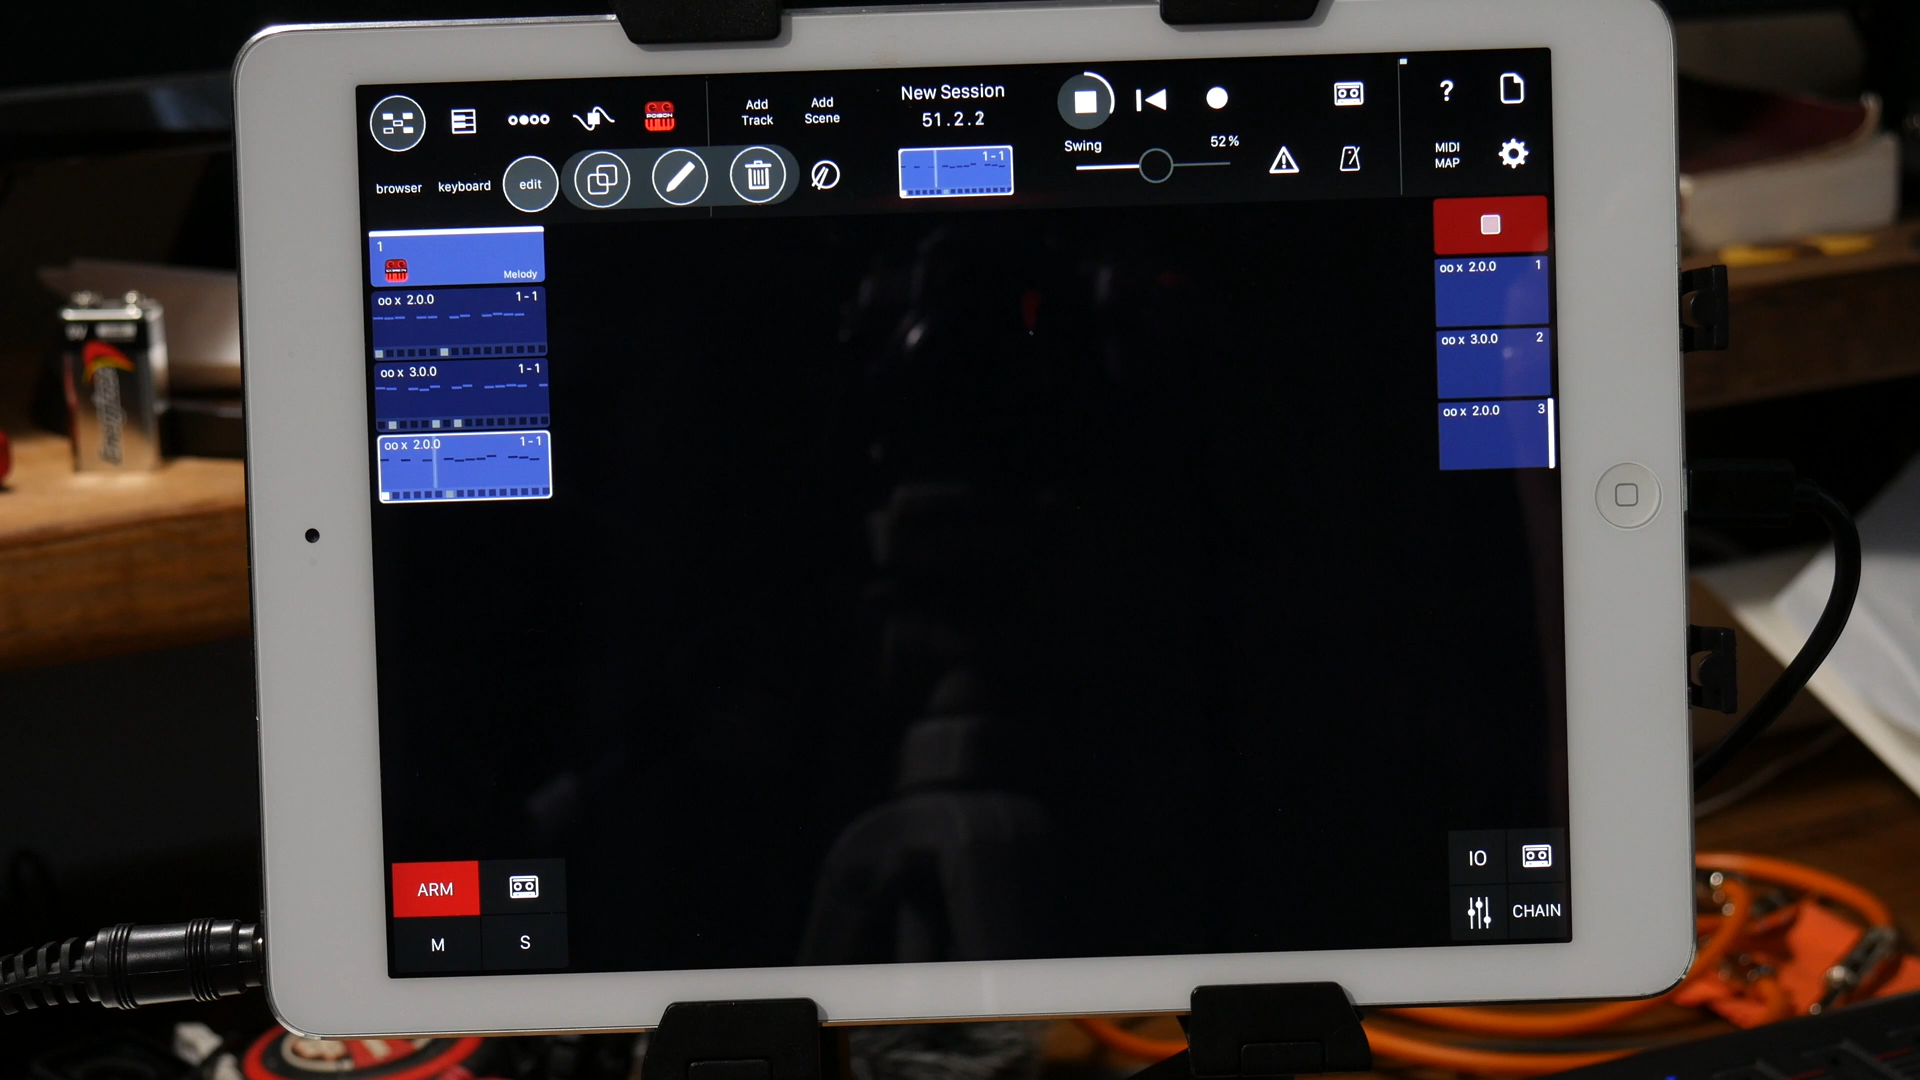 New Session
51.2.2
Add Track
Add Scene
Swing
52%
?
MIDI MAP
browser
keyboard
edit
1-1
1
Melody
oo x 2.0.0
1-1
oo x 3.0.0
1-1
oo x 2.0.0
1-1
oo x 2.0.0
1
oo x 3.0.0
2
oo x 2.0.0
3
ARM
M
S
IO
CHAIN